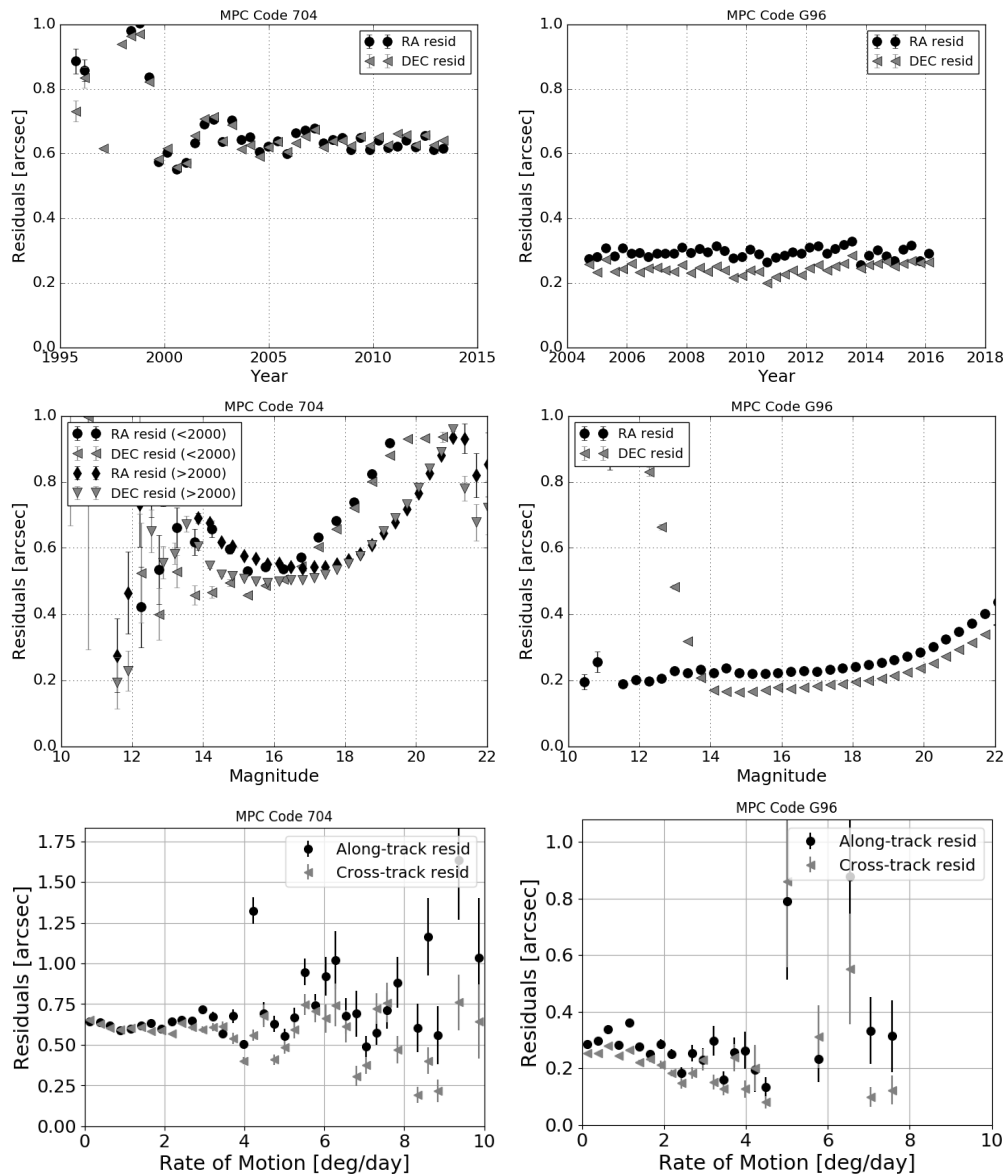 MPC Code 704
RA resid
DEC resid
Residuals [arcsec]
1.0
0.8
0.6
0.4
0.2
0.0
1995 2000 2005 2010 2015
Year
MPC Code G96
RA resid
DEC resid
Residuals [arcsec]
1.0
0.8
0.6
0.4
0.2
0.0
2004 2006 2008 2010 2012 2014 2016 2018
Year
MPC Code 704
RA resid (<2000)
DEC resid (<2000)
RA resid (>2000)
DEC resid (>2000)
Residuals [arcsec]
1.0
0.8
0.6
0.4
0.2
0.0
10 12 14 16 18 20 22
Magnitude
MPC Code G96
RA resid
DEC resid
Residuals [arcsec]
1.0
0.8
0.6
0.4
0.2
0.0
10 12 14 16 18 20 22
Magnitude
MPC Code 704
Along-track resid
Cross-track resid
Residuals [arcsec]
1.75
1.50
1.25
1.00
0.75
0.50
0.25
0.00
0 2 4 6 8 10
Rate of Motion [deg/day]
MPC Code G96
Along-track resid
Cross-track resid
Residuals [arcsec]
1.0
0.8
0.6
0.4
0.2
0.0
0 2 4 6 8 10
Rate of Motion [deg/day]